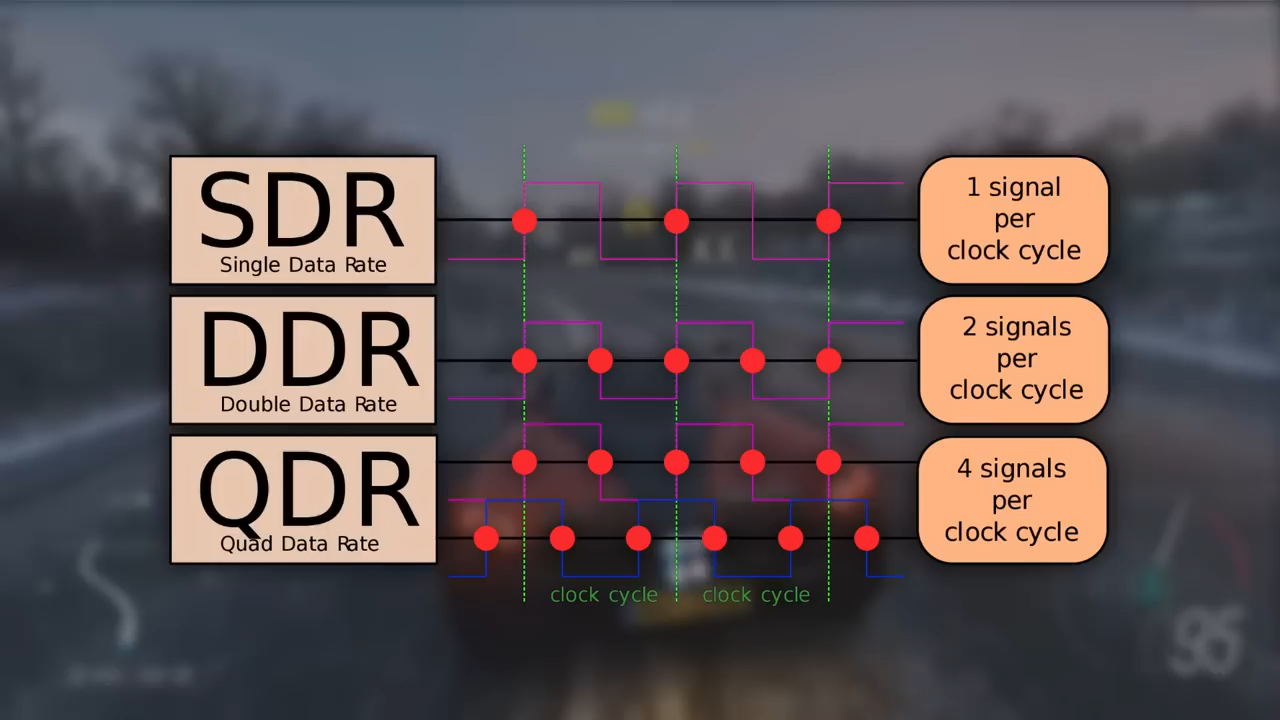 SDR
Single Data Rate
1 signal
per
clock cycle
DDR
Double Data Rate
2 signals
per
clock cycle
QDR
Quad Data Rate
4 signals
per
clock cycle
clock cycle clock cycle
95